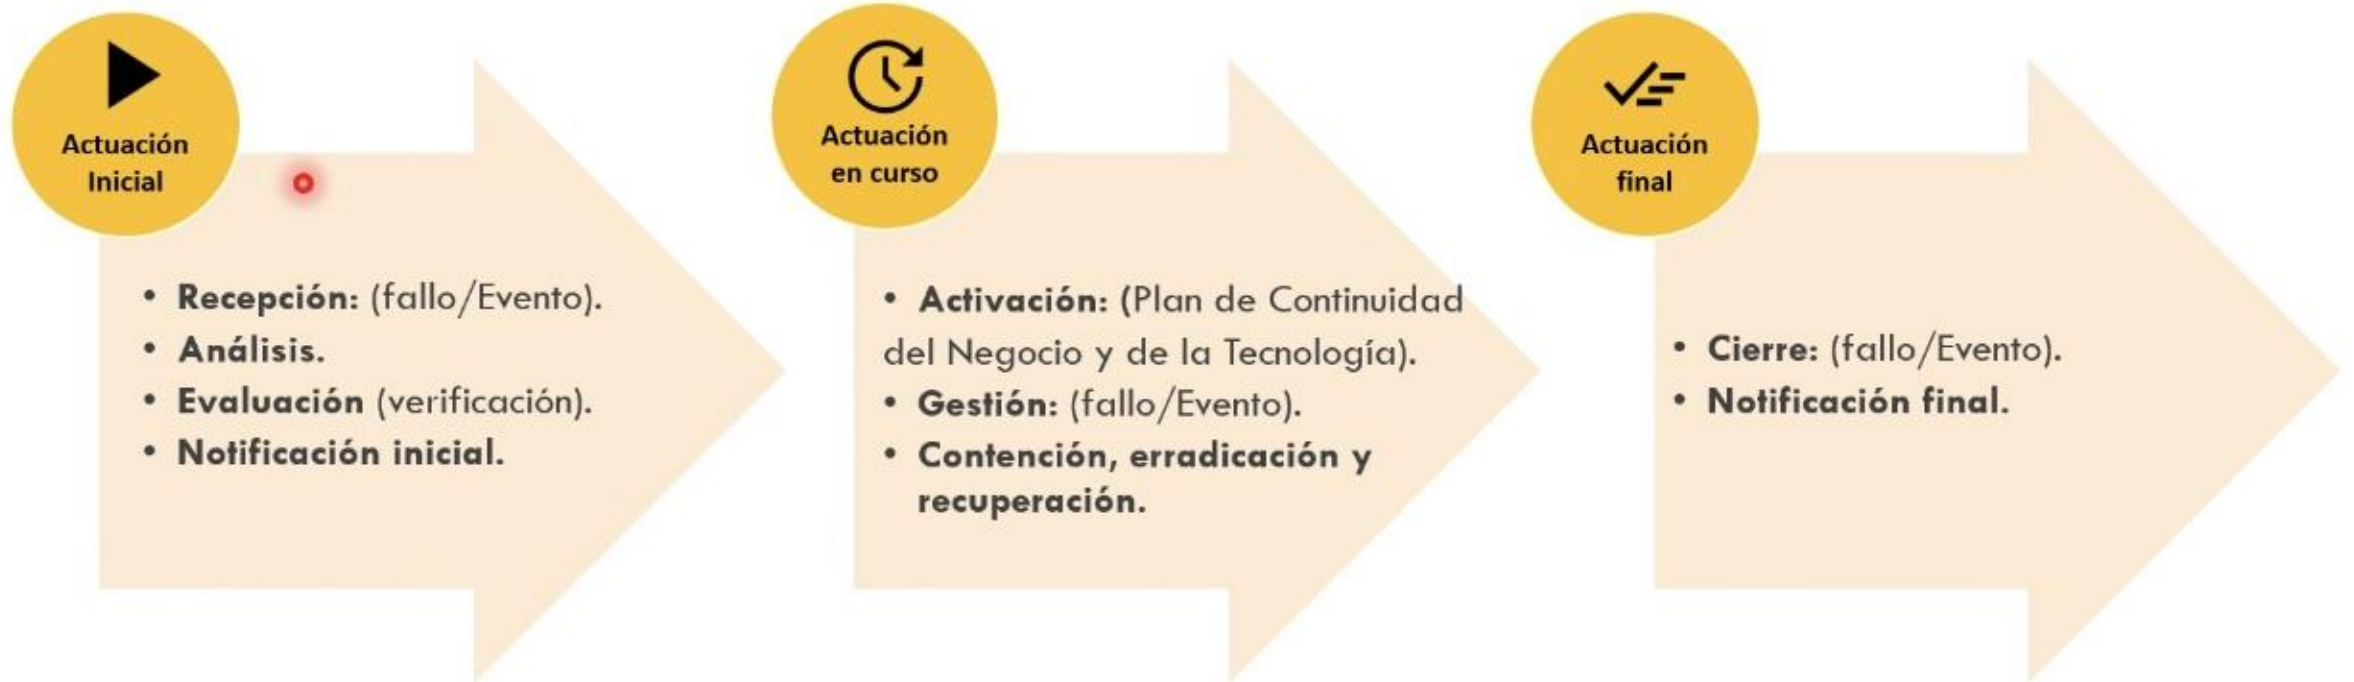 Actuación
Inicial
• Recepción: (fallo/Evento).
• Análisis.
• Evaluación (verificación).
• Notificación inicial.
Actuación
en curso
• Activación: (Plan de Continuidad
del Negocio y de la Tecnología).
• Gestión: (fallo/Evento).
• Contención, erradicación y
recuperación.
Actuación
final
• Cierre: (fallo/Evento).
• Notificación final.